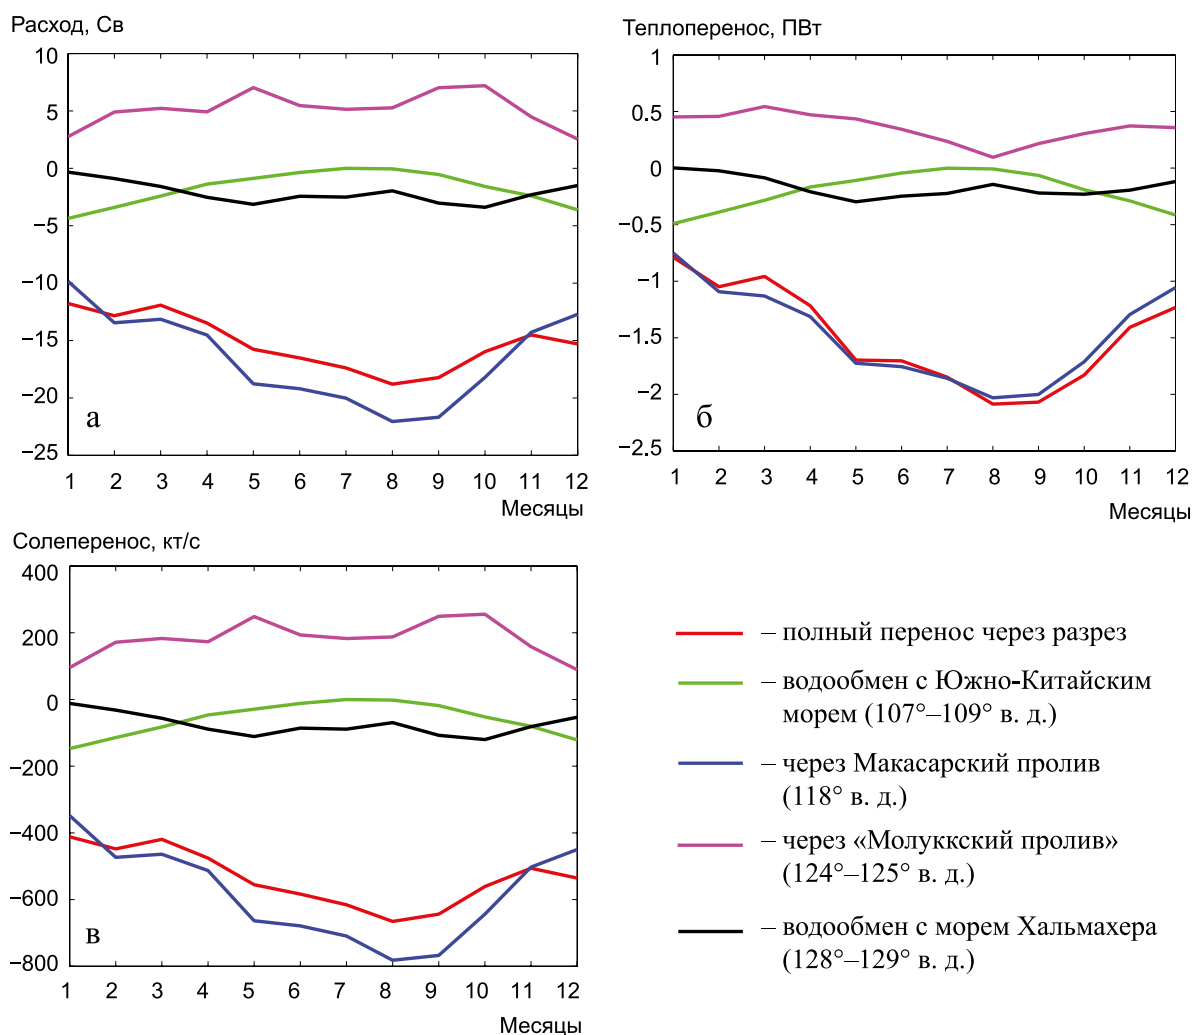 Расход, Св
10
5
0
−5
−10
−15
−20
−25
а
1 2 3 4 5 6 7 8 9 10 11 12
Месяцы
Теплоперенос, ПВт
1
0.5
0
−0.5
−1
−1.5
−2
−2.5
б
1 2 3 4 5 6 7 8 9 10 11 12
Месяцы
Солеперенос, кт/с
400
200
0
−200
−400
−600
−800
в
1 2 3 4 5 6 7 8 9 10 11 12
Месяцы
– полный перенос через разрез
– водообмен с Южно-Китайским
морем (107°–109° в. д.)
– через Макасарский пролив
(118° в. д.)
– через «Молуккский пролив»
(124°–125° в. д.)
– водообмен с морем Хальмахера
(128°–129° в. д.)